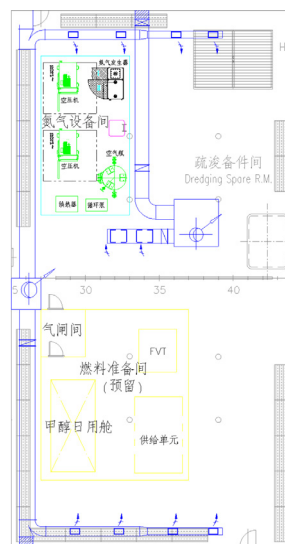 氮气发生器
空压机
氮气设备间
空压机
空气瓶
抽热器
循环泵
疏浚备件间
Dredging Spare R.M.
H
5
30
35
40
气闸间
FVT
燃料准备间
(预留)
甲醇日用舱
供给单元